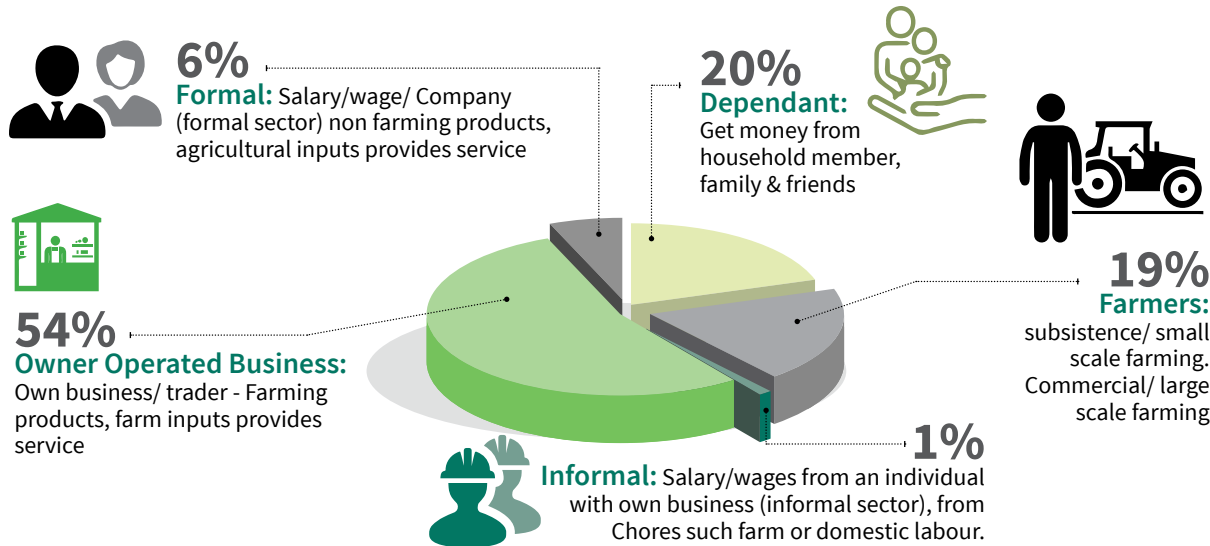 6%
Formal: Salary/wage/ Company
(formal sector) non farming products,
agricultural inputs provides service
20%
Dependant:
Get money from
household member,
family & friends
19%
Farmers:
subsistence/ small
scale farming.
Commercial/ large
scale farming
54%
Owner Operated Business:
Own business/ trader - Farming
products, farm inputs provides
service
1%
Informal: Salary/wages from an individual
with own business (informal sector), from
Chores such farm or domestic labour.